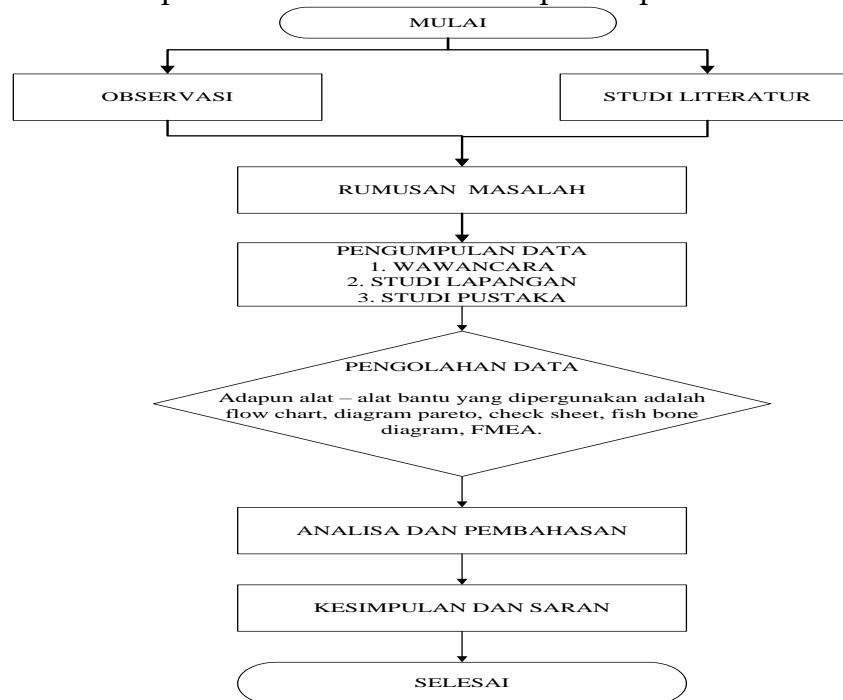 MULAI
OBSERVASI
STUDI LITERATUR
RUMUSAN MASALAH
PENGUMPULAN DATA
1. WAWANCARA
2. STUDI LAPANGAN
3. STUDI PUSTAKA
PENGOLAHAN DATA
Adapun alat – alat bantu yang dipergunakan adalah
flow chart, diagram pareto, check sheet, fish bone
diagram, FMEA.
ANALISA DAN PEMBAHASAN
KESIMPULAN DAN SARAN
SELESAI